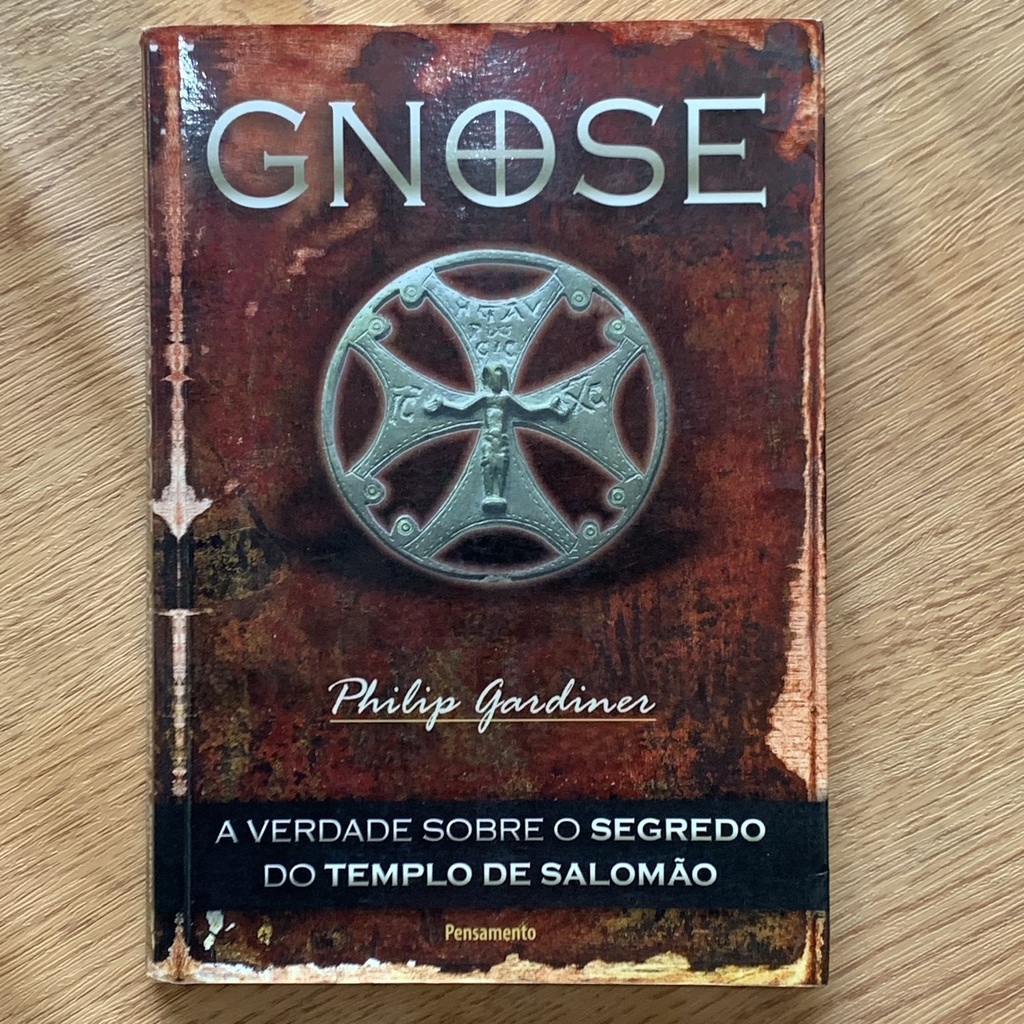 GNOSE
Philip Gardiner
A VERDADE SOBRE O SEGREDO
DO TEMPLO DE SALOMÃO
Pensamento